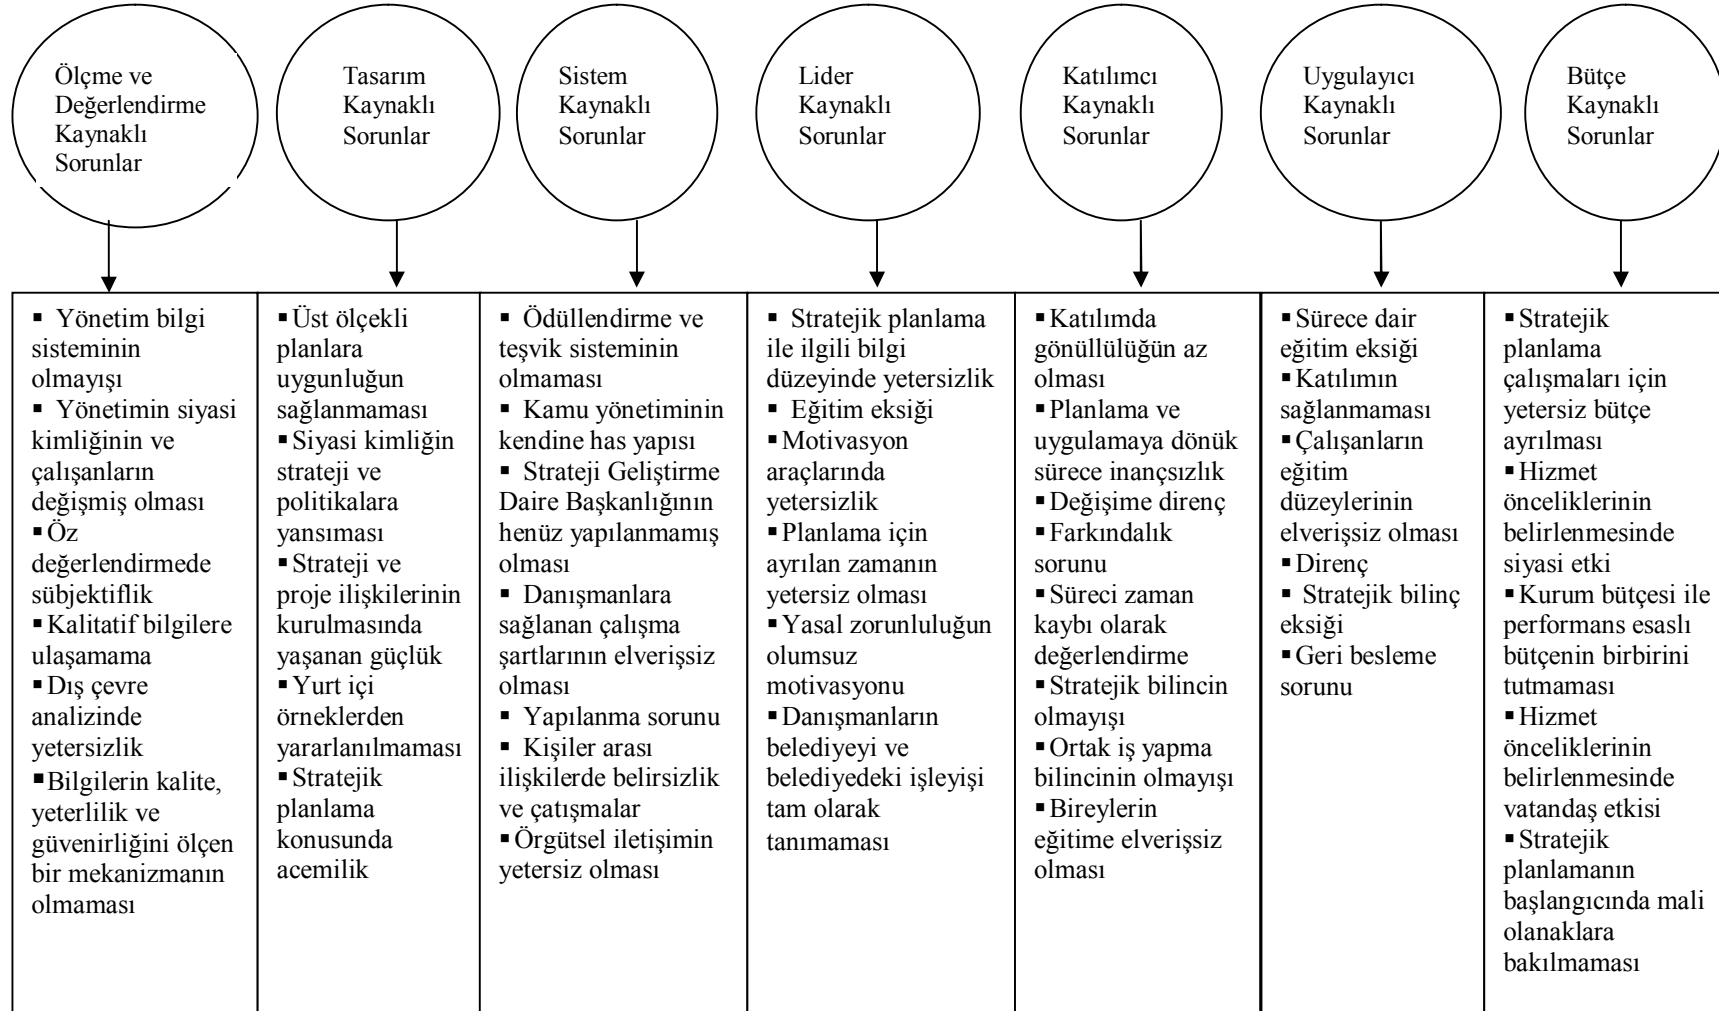 Ölçme ve
Değerlendirme
Kaynaklı
Sorunlar
Tasarım
Kaynaklı
Sorunlar
Sistem
Kaynaklı
Sorunlar
Lider
Kaynaklı
Sorunlar
Katılımcı
Kaynaklı
Sorunlar
Uygulayıcı
Kaynaklı
Sorunlar
Bütçe
Kaynaklı
Sorunlar
▪ Yönetim bilgi
sisteminin
olmayışı
▪ Yönetimin siyasi
kimliğinin ve
çalışanların
değişmiş olması
▪Öz
değerlendirmede
sübjektiflik
▪Kalitatif bilgilere
ulaşamama
▪Dış çevre
analizinde
yetersizlik
▪Bilgilerin kalite,
yeterlilik ve
güvenirliğini ölçen
bir mekanizmanın
olmaması
▪Üst ölçekli
planlara
uygunluğun
sağlanmaması
▪Siyasi kimliğin
strateji ve
politikalara
yansıması
▪Strateji ve
proje ilişkilerinin
kurulmasında
yaşanan güçlük
▪Yurt içi
örneklerden
yararlanılmaması
▪Stratejik
planlama
konusunda
acemilik
▪ Ödüllendirme ve
teşvik sisteminin
olmaması
▪ Kamu yönetiminin
kendine has yapısı
▪ Strateji Geliştirme
Daire Başkanlığının
henüz yapılanmamış
olması
▪ Danışmanlara
sağlanan çalışma
şartlarının elverişsiz
olması
▪ Yapılanma sorunu
▪ Kişiler arası
ilişkilerde belirsizlik
ve çatışmalar
▪Örgütsel iletişimin
yetersiz olması
▪ Stratejik planlama
ile ilgili bilgi
düzeyinde yetersizlik
▪ Eğitim eksiği
▪Motivasyon
araçlarında
yetersizlik
▪Planlama için
ayrılan zamanın
yetersiz olması
▪Yasal zorunluluğun
olumsuz
motivasyonu
▪Danışmanların
belediyeyi ve
belediyedeki işleyişi
tam olarak
tanımaması
▪Katılımda
gönüllülüğün az
olması
▪Planlama ve
uygulamaya dönük
sürece inançsızlık
▪Değişime direnç
▪Farkındalık
sorunu
▪Süreci zaman
kaybı olarak
değerlendirme
▪Stratejik bilincin
olmayışı
▪Ortak iş yapma
bilincinin olmayışı
▪Bireylerin
eğitime elverişsiz
olması
▪Sürece dair
eğitim eksiği
▪Katılımın
sağlanmaması
▪Çalışanların
eğitim
düzeylerinin
elverişsiz olması
▪Direnç
▪ Stratejik bilinç
eksiği
▪Geri besleme
sorunu
▪Stratejik
planlama
çalışmaları için
yetersiz bütçe
ayrılması
▪Hizmet
önceliklerinin
belirlenmesinde
siyasi etki
▪Kurum bütçesi ile
performans esaslı
bütçenin birbirini
tutmaması
▪Hizmet
önceliklerinin
belirlenmesinde
vatandaş etkisi
▪Stratejik
planlamanın
başlangıcında mali
olanaklara
bakılmaması